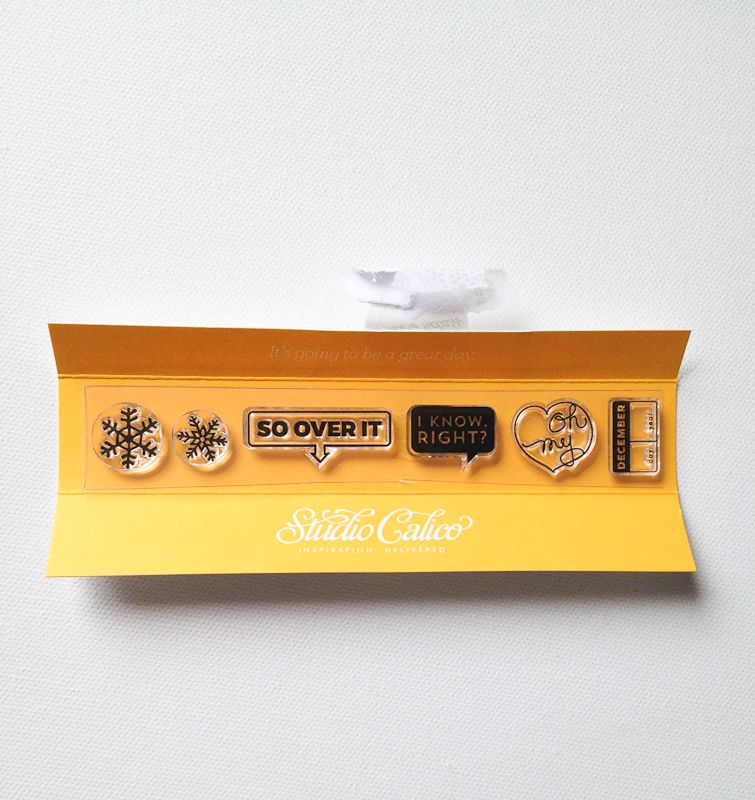 It's going to be a great day.
SO OVER IT
I KNOW,
RIGHT?
oh
my
DECEMBER
day
year
Studio Calico
INSPIRATION, DELIVERED